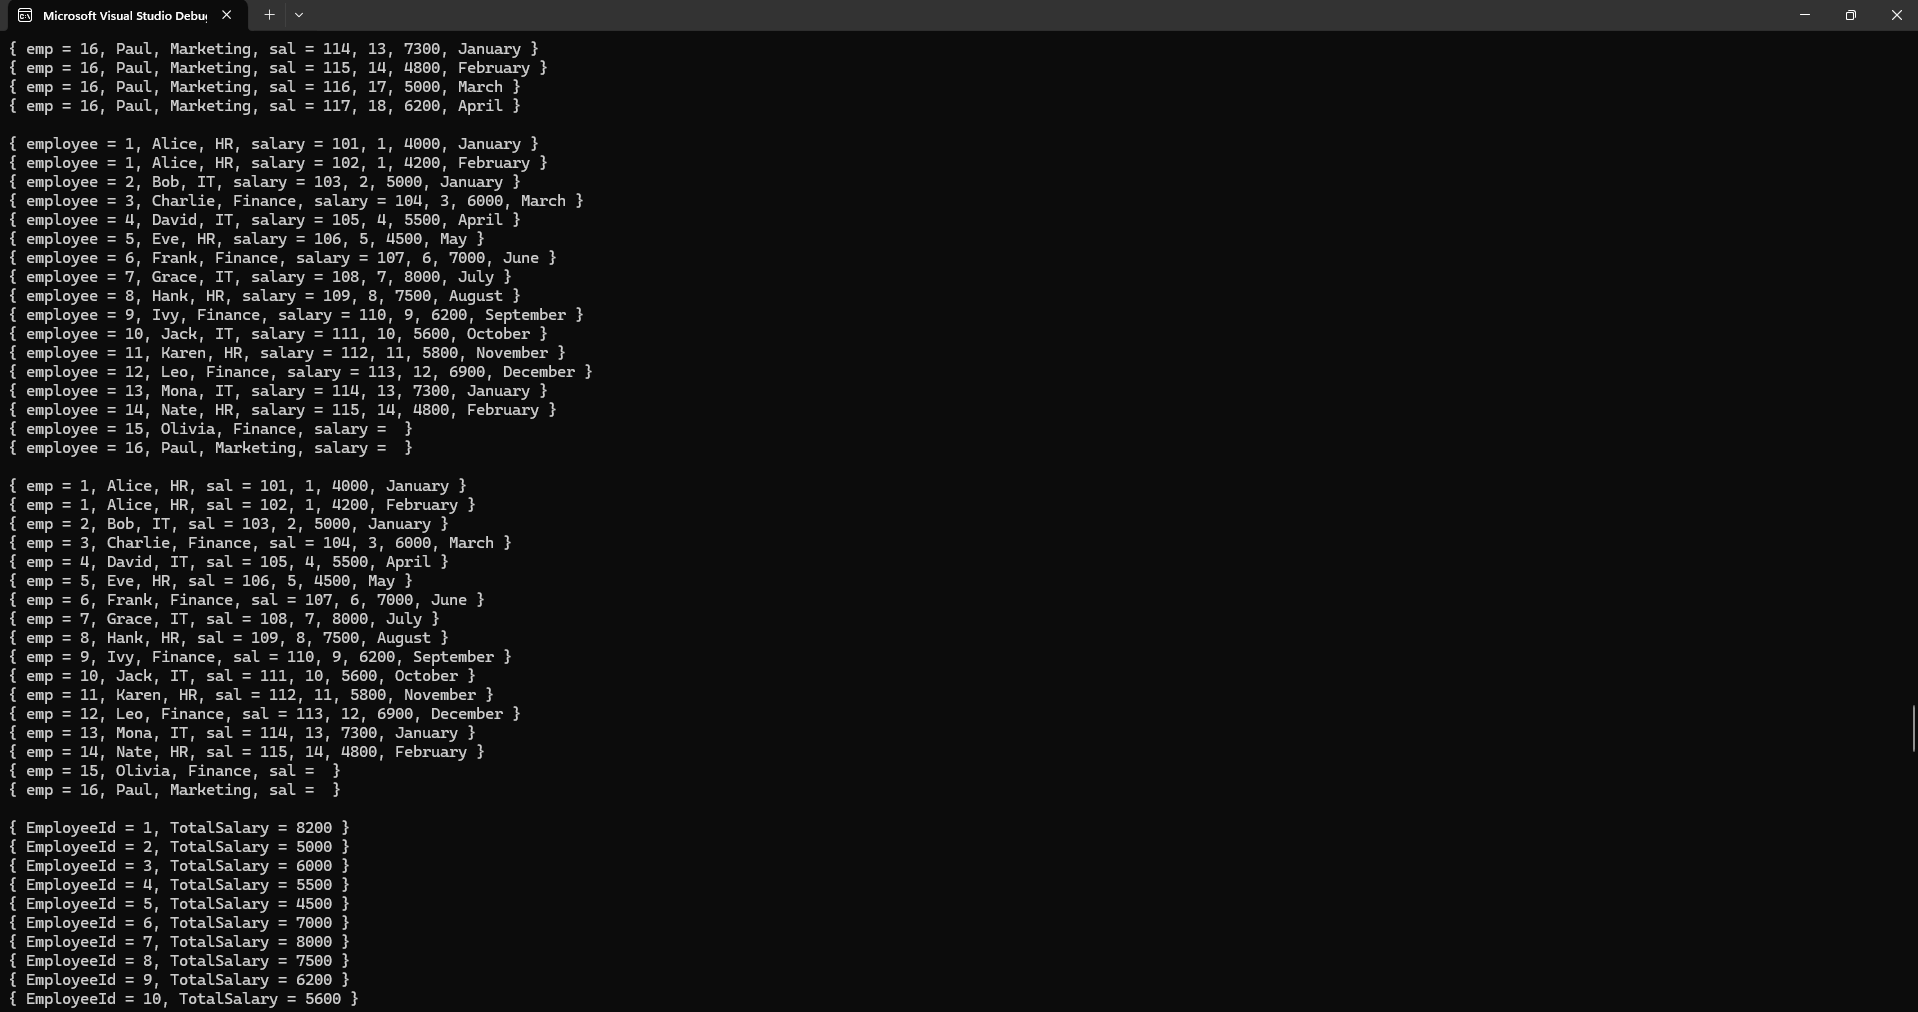 Microsoft Visual Studio Debug
{ emp = 16, Paul, Marketing, sal = 114, 13, 7300, January }
{ emp = 16, Paul, Marketing, sal = 115, 14, 4800, February }
{ emp = 16, Paul, Marketing, sal = 116, 17, 5000, March }
{ emp = 16, Paul, Marketing, sal = 117, 18, 6200, April }
{ employee = 1, Alice, HR, salary = 101, 1, 4000, January }
{ employee = 1, Alice, HR, salary = 102, 1, 4200, February }
{ employee = 2, Bob, IT, salary = 103, 2, 5000, January }
{ employee = 3, Charlie, Finance, salary = 104, 3, 6000, March }
{ employee = 4, David, IT, salary = 105, 4, 5500, April }
{ employee = 5, Eve, HR, salary = 106, 5, 4500, May }
{ employee = 6, Frank, Finance, salary = 107, 6, 7000, June }
{ employee = 7, Grace, IT, salary = 108, 7, 8000, July }
{ employee = 8, Hank, HR, salary = 109, 8, 7500, August }
{ employee = 9, Ivy, Finance, salary = 110, 9, 6200, September }
{ employee = 10, Jack, IT, salary = 111, 10, 5600, October }
{ employee = 11, Karen, HR, salary = 112, 11, 5800, November }
{ employee = 12, Leo, Finance, salary = 113, 12, 6900, December }
{ employee = 13, Mona, IT, salary = 114, 13, 7300, January }
{ employee = 14, Nate, HR, salary = 115, 14, 4800, February }
{ employee = 15, Olivia, Finance, salary =  }
{ employee = 16, Paul, Marketing, salary =  }
{ emp = 1, Alice, HR, sal = 101, 1, 4000, January }
{ emp = 1, Alice, HR, sal = 102, 1, 4200, February }
{ emp = 2, Bob, IT, sal = 103, 2, 5000, January }
{ emp = 3, Charlie, Finance, sal = 104, 3, 6000, March }
{ emp = 4, David, IT, sal = 105, 4, 5500, April }
{ emp = 5, Eve, HR, sal = 106, 5, 4500, May }
{ emp = 6, Frank, Finance, sal = 107, 6, 7000, June }
{ emp = 7, Grace, IT, sal = 108, 7, 8000, July }
{ emp = 8, Hank, HR, sal = 109, 8, 7500, August }
{ emp = 9, Ivy, Finance, sal = 110, 9, 6200, September }
{ emp = 10, Jack, IT, sal = 111, 10, 5600, October }
{ emp = 11, Karen, HR, sal = 112, 11, 5800, November }
{ emp = 12, Leo, Finance, sal = 113, 12, 6900, December }
{ emp = 13, Mona, IT, sal = 114, 13, 7300, January }
{ emp = 14, Nate, HR, sal = 115, 14, 4800, February }
{ emp = 15, Olivia, Finance, sal =  }
{ emp = 16, Paul, Marketing, sal =  }
{ EmployeeId = 1, TotalSalary = 8200 }
{ EmployeeId = 2, TotalSalary = 5000 }
{ EmployeeId = 3, TotalSalary = 6000 }
{ EmployeeId = 4, TotalSalary = 5500 }
{ EmployeeId = 5, TotalSalary = 4500 }
{ EmployeeId = 6, TotalSalary = 7000 }
{ EmployeeId = 7, TotalSalary = 8000 }
{ EmployeeId = 8, TotalSalary = 7500 }
{ EmployeeId = 9, TotalSalary = 6200 }
{ EmployeeId = 10, TotalSalary = 5600 }